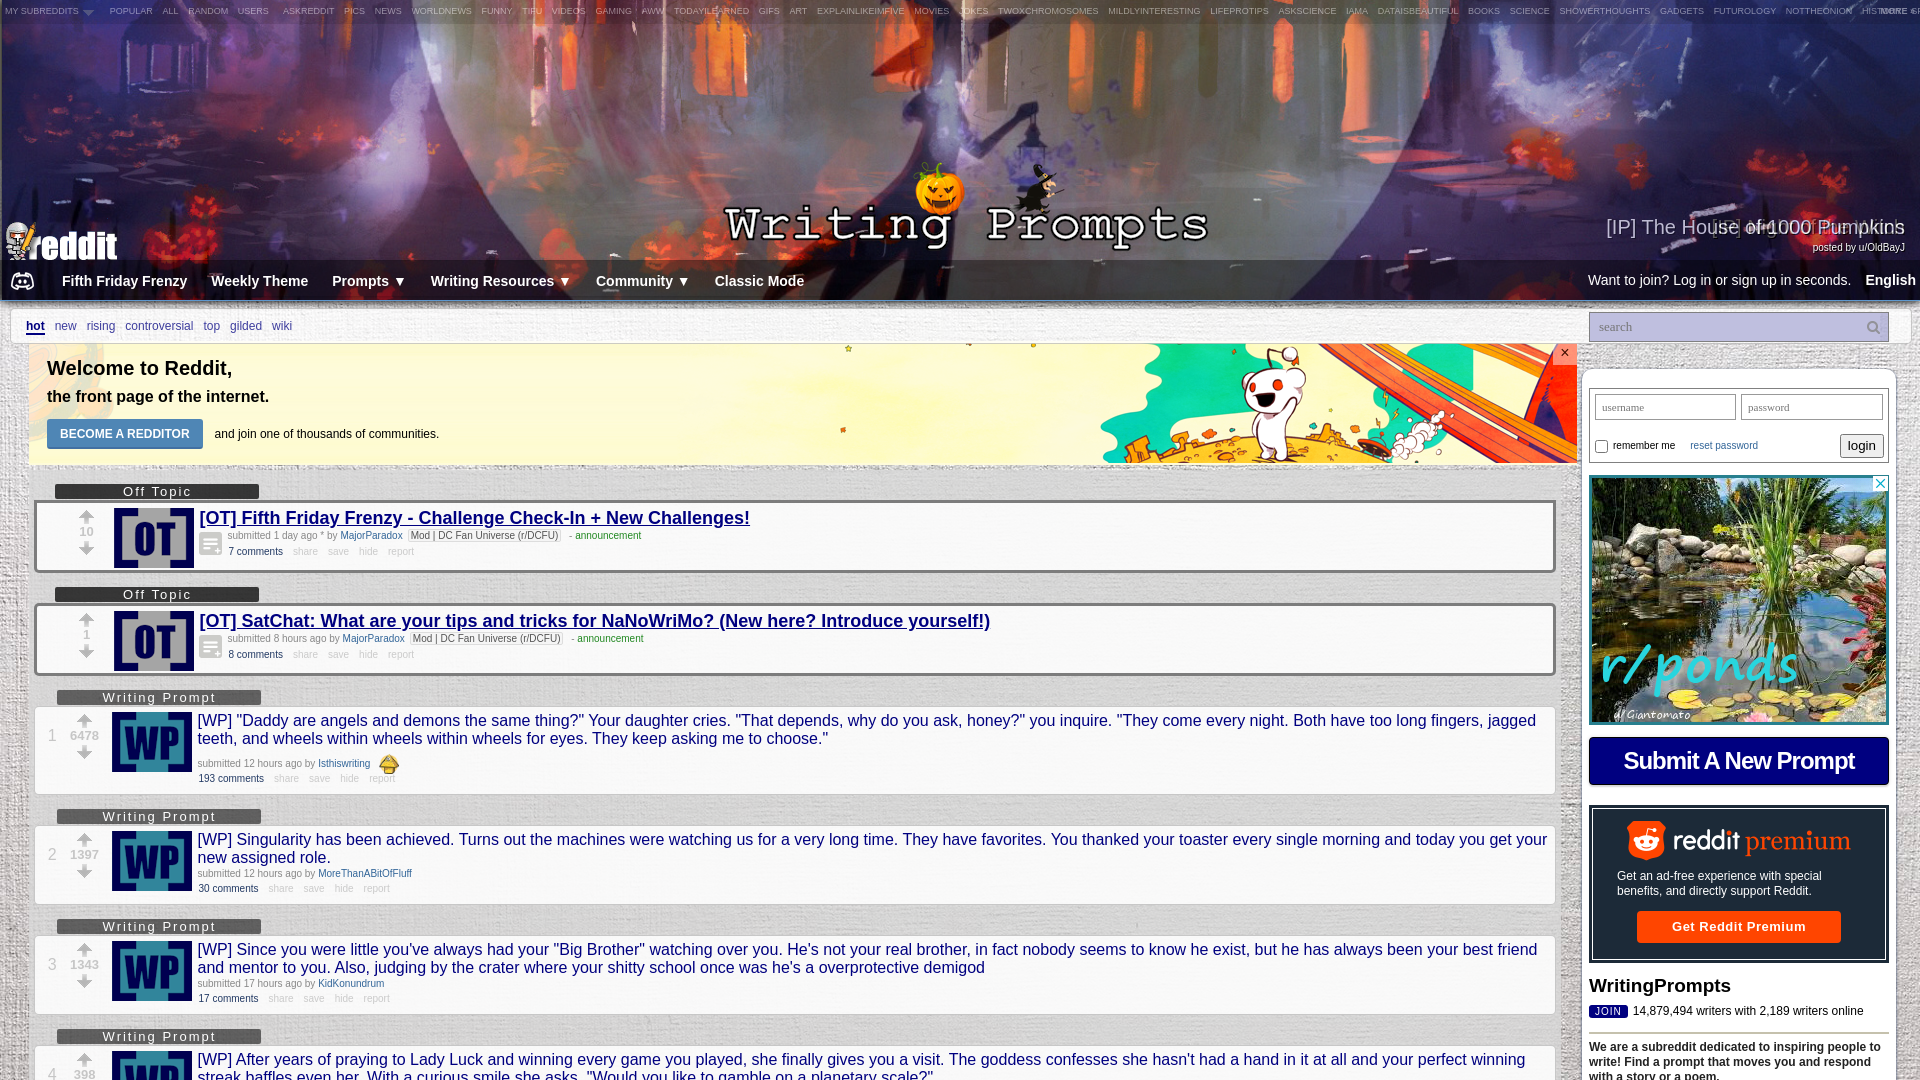 MY SUBREDDITS POPULAR ALL RANDOM USERS ASKREDDIT PICS NEWS WORLDNEWS FUNNY TIFU VIDEOS GAMING AWW TODAYILEARNED GIFS ART EXPLAINLIKEIMFIVE MOVIES JOKES TWOXCHROMOSOMES MILDLYINTERESTING LIFEPROTIPS ASKSCIENCE IAMA DATAISBEAUTIFUL BOOKS SCIENCE SHOWERTHOUGHTS GADGETS FUTUROLOGY NOTTHEONION
Writing Prompts
[IP] The House of 1000 Pumpkins
posted by u/OldBayJ
reddit
Fifth Friday Frenzy Weekly Theme Prompts ▼ Writing Resources ▼ Community ▼ Classic Mode
Want to join? Log in or sign up in seconds. English
hot new rising controversial top gilded wiki
search
Welcome to Reddit,
the front page of the internet.
BECOME A REDDITOR and join one of thousands of communities.
×
username password
remember me reset password login
Off Topic
10
OT
[OT] Fifth Friday Frenzy - Challenge Check-In + New Challenges!
submitted 1 day ago * by MajorParadox Mod | DC Fan Universe (r/DCFU) - announcement
7 comments share save hide report
Off Topic
1
OT
[OT] SatChat: What are your tips and tricks for NaNoWriMo? (New here? Introduce yourself!)
submitted 8 hours ago by MajorParadox Mod | DC Fan Universe (r/DCFU) - announcement
8 comments share save hide report
Writing Prompt
1
6478
WP
[WP] "Daddy are angels and demons the same thing?" Your daughter cries. "That depends, why do you ask, honey?" you inquire. "They come every night. Both have too long fingers, jagged
teeth, and wheels within wheels within wheels for eyes. They keep asking me to choose."
submitted 12 hours ago by Isthiswriting
193 comments share save hide report
Writing Prompt
2
1397
WP
[WP] Singularity has been achieved. Turns out the machines were watching us for a very long time. They have favorites. You thanked your toaster every single morning and today you get your
new assigned role.
submitted 12 hours ago by MoreThanABitOfFluff
30 comments share save hide report
Writing Prompt
3
1343
WP
[WP] Since you were little you've always had your "Big Brother" watching over you. He's not your real brother, in fact nobody seems to know he exist, but he has always been your best friend
and mentor to you. Also, judging by the crater where your shitty school once was he's a overprotective demigod
submitted 17 hours ago by KidKonundrum
17 comments share save hide report
Writing Prompt
4
398
WP
[WP] After years of praying to Lady Luck and winning every game you played, she finally gives you a visit. The goddess confesses she hasn't had a hand in it at all and your perfect winning
streak baffles even her. With a curious smile she asks, "Would you like to gamble on a planetary scale?"
r/ponds
u/Giantomato
Submit A New Prompt
reddit premium
Get an ad-free experience with special
benefits, and directly support Reddit.
Get Reddit Premium
WritingPrompts
JOIN 14,879,494 writers with 2,189 writers online
We are a subreddit dedicated to inspiring people to
write! Find a prompt that moves you and respond
with a story or a poem.